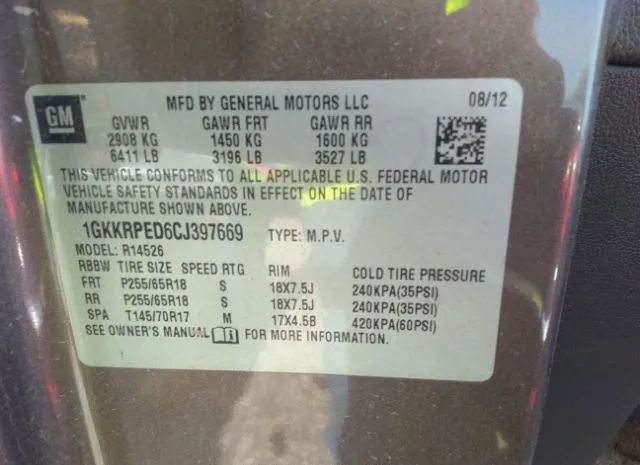 GM
MFD BY GENERAL MOTORS LLC 08/12
GVWR GAWR FRT GAWR RR
2908 KG 1450 KG 1600 KG
6411 LB 3196 LB 3527 LB
THIS VEHICLE CONFORMS TO ALL APPLICABLE U.S. FEDERAL MOTOR
VEHICLE SAFETY STANDARDS IN EFFECT ON THE DATE OF
MANUFACTURE SHOWN ABOVE.
1GKKRPED6CJ397669 TYPE: M.P.V.
MODEL: R14526
RBBW TIRE SIZE SPEED RTG RIM COLD TIRE PRESSURE
FRT P255/65R18 S 18X7.5J 240KPA(35PSI)
RR P255/65R18 S 18X7.5J 240KPA(35PSI)
SPA T145/70R17 M 17X4.5B 420KPA(60PSI)
SEE OWNER'S MANUAL FOR MORE INFORMATION.